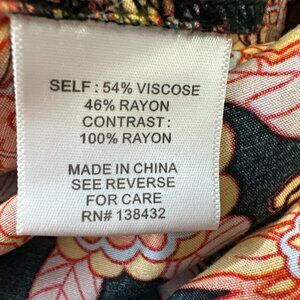 SELF : 54% VISCOSE
46% RAYON
CONTRAST :
100% RAYON
MADE IN CHINA
SEE REVERSE
FOR CARE
RN# 138432